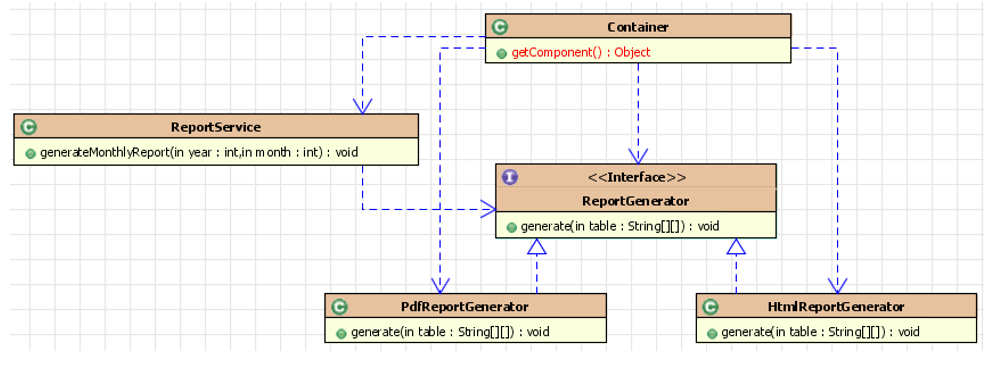 C
Container
getComponent() : Object
C
ReportService
generateMonthlyReport(in year : int,in month : int) : void
I
<<Interface>>
ReportGenerator
generate(in table : String[][]) : void
C
PdfReportGenerator
generate(in table : String[][]) : void
C
HtmlReportGenerator
generate(in table : String[][]) : void